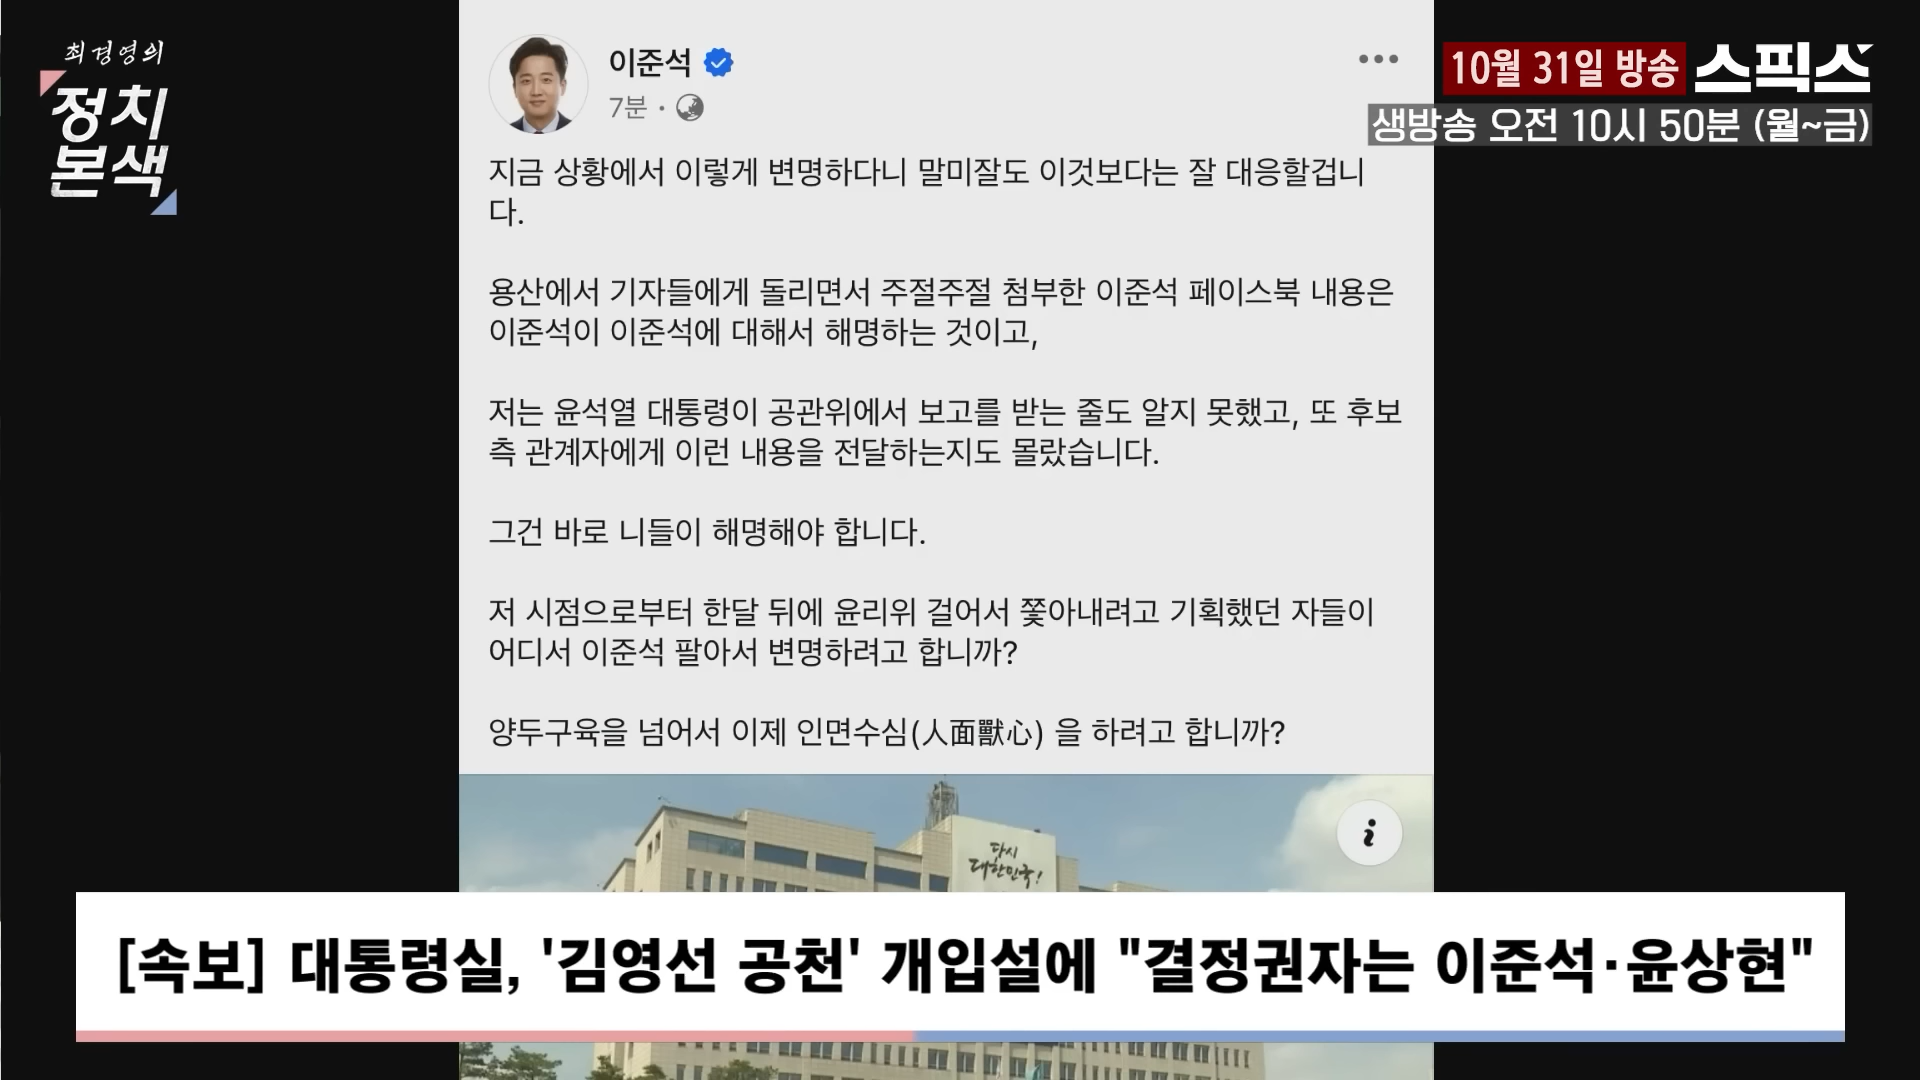 최경영의
정치
본색
이준석
7분 ·
10월 31일 방송 스픽스
생방송 오전 10시 50분 (월~금)
지금 상황에서 이렇게 변명하다니 말미잘도 이것보다는 잘 대응할겁니
다.
용산에서 기자들에게 돌리면서 주절주절 첨부한 이준석 페이스북 내용은
이준석이 이준석에 대해서 해명하는 것이고,
저는 윤석열 대통령이 공관위에서 보고를 받는 줄도 알지 못했고, 또 후보
측 관계자에게 이런 내용을 전달하는지도 몰랐습니다.
그건 바로 니들이 해명해야 합니다.
저 시점으로부터 한달 뒤에 윤리위 걸어서 쫓아내려고 기획했던 자들이
어디서 이준석 팔아서 변명하려고 합니까?
양두구육을 넘어서 이제 인면수심(人面獸心) 을 하려고 합니까?
다시
대한민국!
[속보] 대통령실, '김영선 공천' 개입설에 "결정권자는 이준석·윤상현"